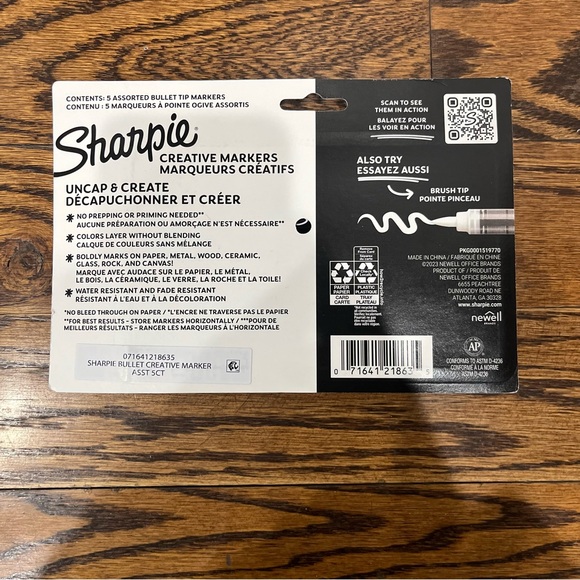 CONTENTS: 5 ASSORTED BULLET TIP MARKERS
CONTENU : 5 MARQUEURS À POINTE OGIVE ASSORTIS
Sharpie®
CREATIVE MARKERS
MARQUEURS CRÉATIFS
UNCAP & CREATE
DÉCAPUCHONNER ET CRÉER
NO PREPPING OR PRIMING NEEDED**
AUCUNE PRÉPARATION OU AMORÇAGE N'EST NÉCESSAIRE**
COLORS LAYER WITHOUT BLENDING
CALQUE DE COULEURS SANS MÉLANGE
BOLDLY MARKS ON PAPER, METAL, WOOD, CERAMIC,
GLASS, ROCK, AND CANVAS!
MARQUE AVEC AUDACE SUR LE PAPIER, LE MÉTAL,
LE BOIS, LA CÉRAMIQUE, LE VERRE, LA ROCHE ET LA TOILE!
WATER RESISTANT AND FADE RESISTANT
RÉSISTANT À L'EAU ET À LA DÉCOLORATION
*NO BLEED THROUGH ON PAPER / *L'ENCRE NE TRAVERSE PAS LE PAPIER
**FOR BEST RESULTS - STORE MARKERS HORIZONTALLY / **POUR DE
MEILLEURS RÉSULTATS - RANGER LES MARQUEURS À L'HORIZONTALE
071641218635
SHARPIE BULLET CREATIVE MARKER
ASST 5CT
SCAN TO SEE
THEM IN ACTION
BALAYEZ POUR
LES VOIR EN ACTION
ALSO TRY
ESSAYEZ AUSSI
BRUSH TIP
POINTE PINCEAU
PKG0001519770
MADE IN CHINA / FABRIQUÉ EN CHINE
©2023 NEWELL OFFICE BRANDS
PRODUCT OF / PRODUIT DE:
NEWELL OFFICE BRANDS
6655 PEACHTREE
DUNWOODY ROAD NE
ATLANTA, GA 30328
www.sharpie.com
newell
BRANDS
PAPER
PAPIER
PLASTIC
PLASTIQUE
CARD
CARTE
TRAY
PLATEAU
0 71641 21863 5
AP
CONFORMS TO ASTM D-4236
CONFORME À LA NORME
ASTM D-4236